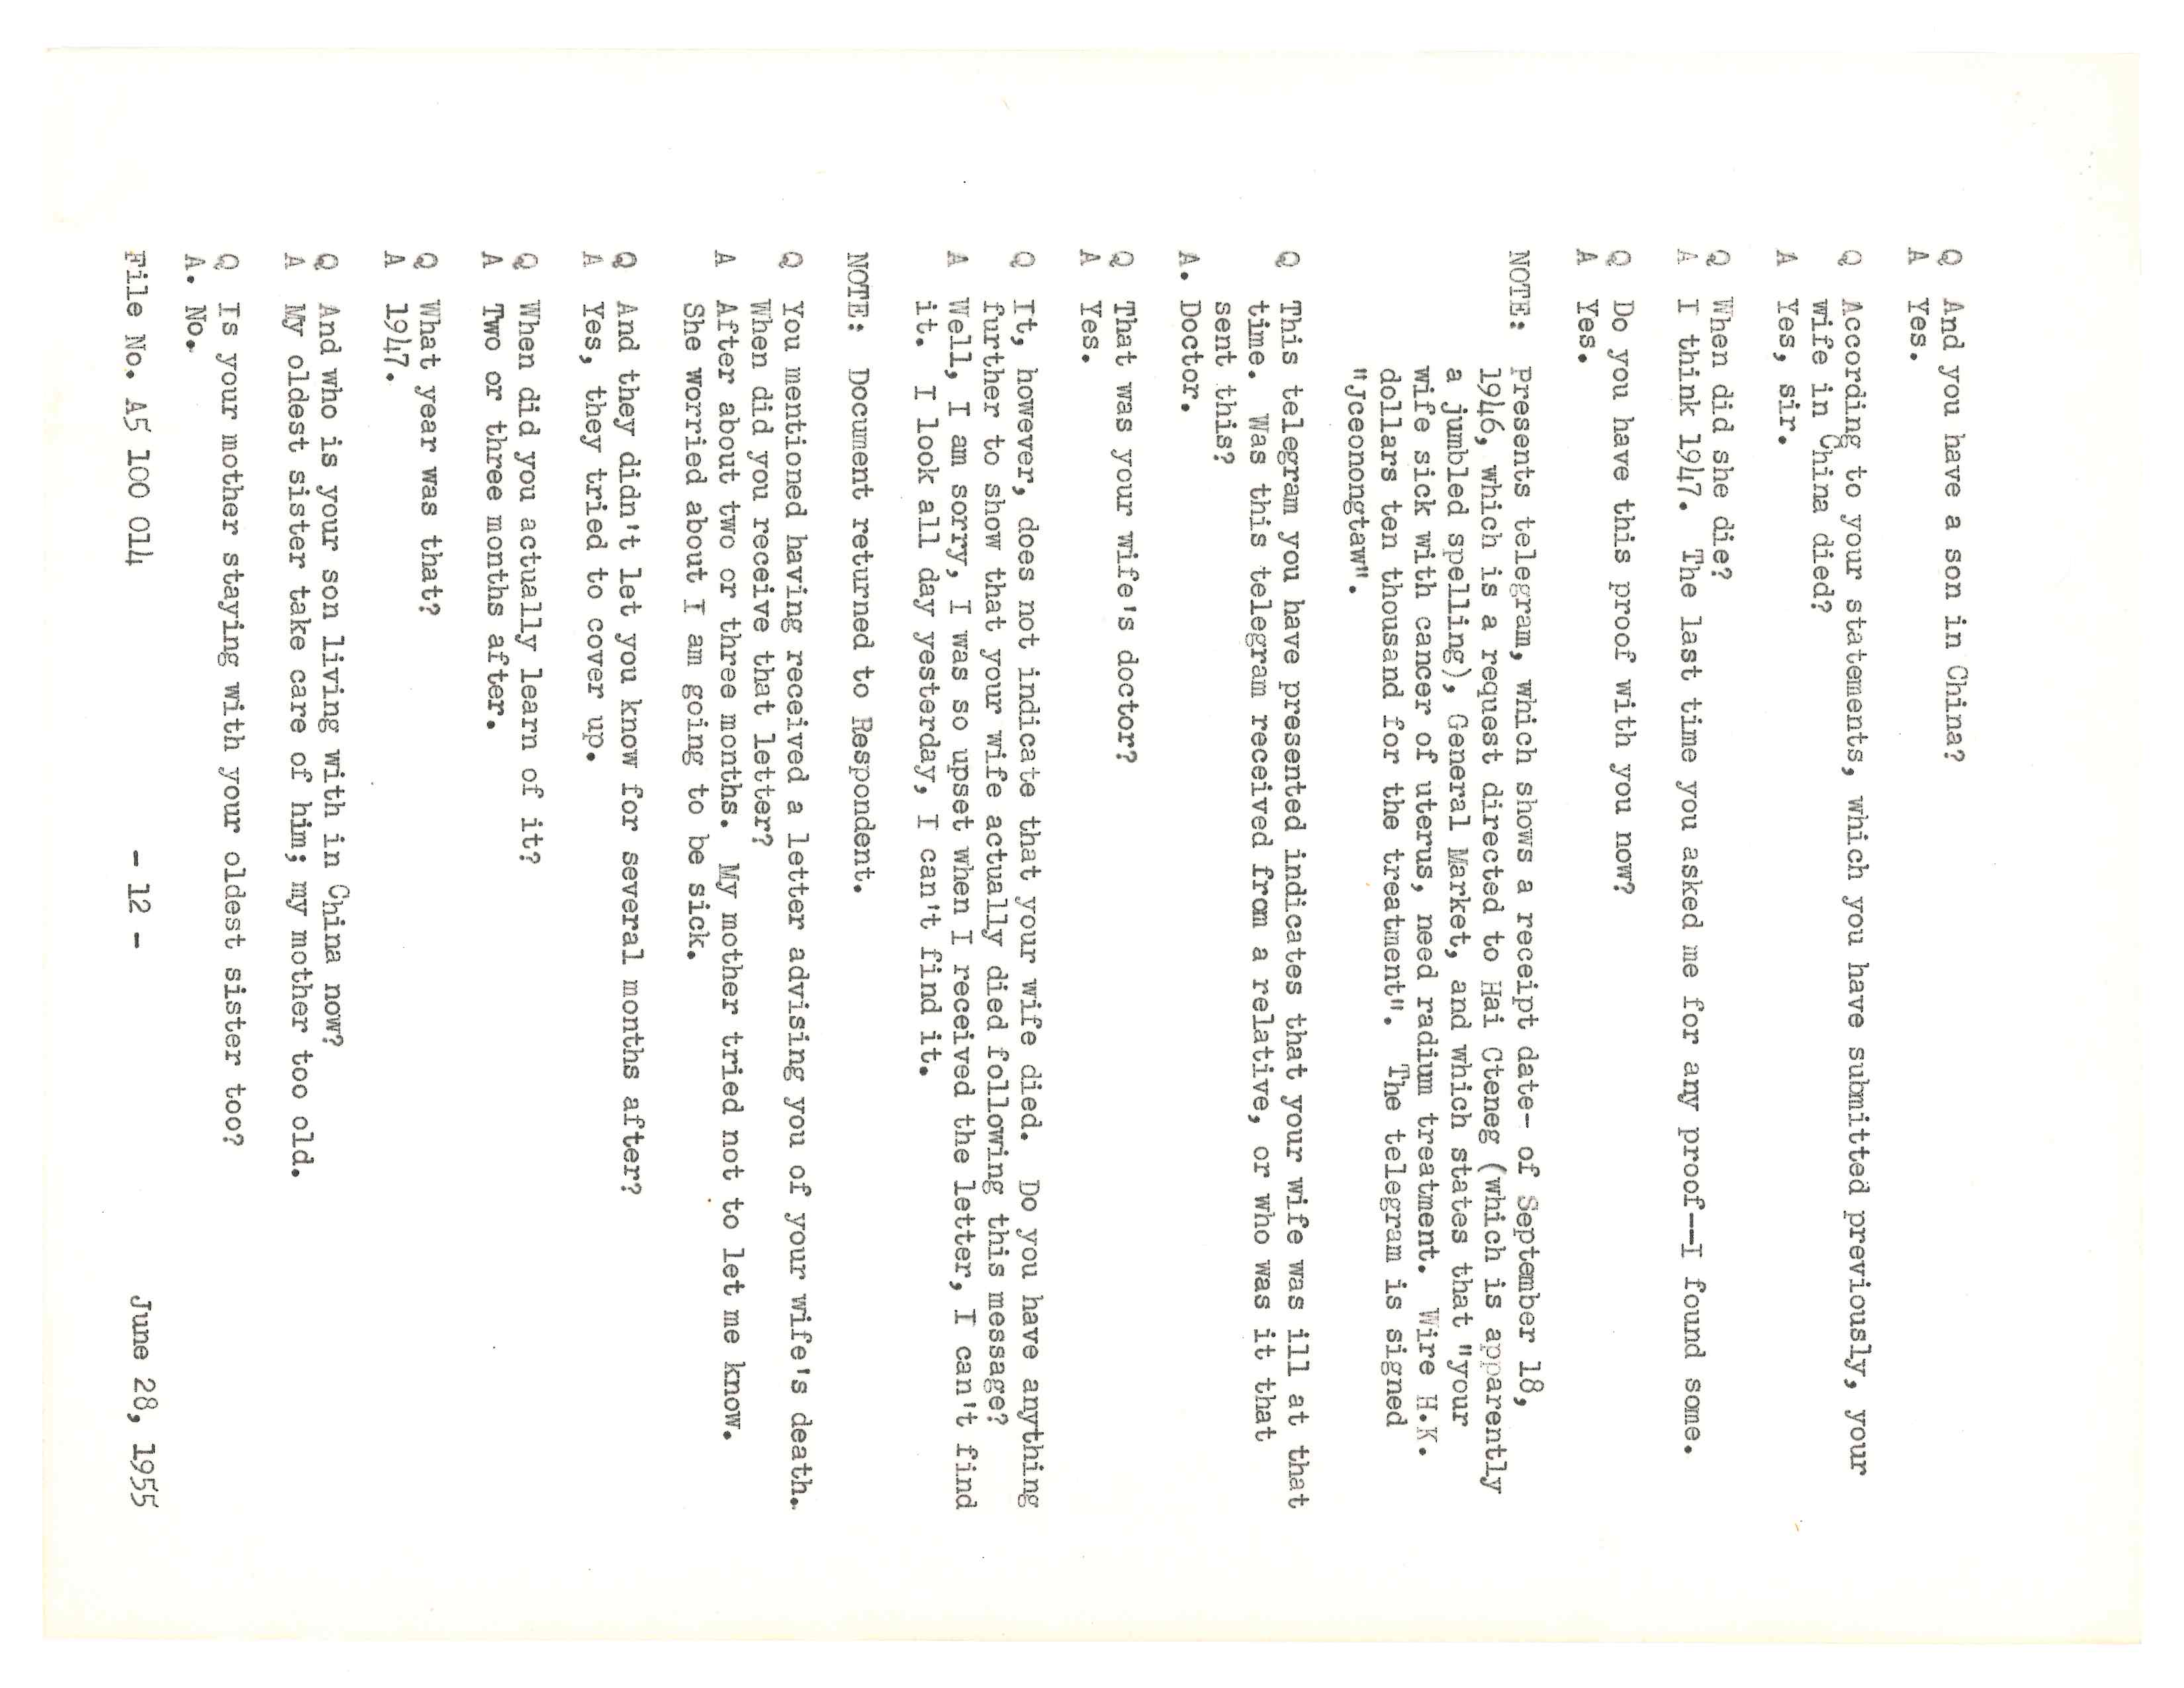 Q And you have a son in China?
A Yes.
Q According to your statements, which you have submitted previously, your
wife in China died?
A Yes, sir.
Q When did she die?
A I think 1947. The last time you asked me for any proof--I found some.
Q Do you have this proof with you now?
A Yes.
NOTE: Presents telegram, which shows a receipt date- of September 18,
1946, which is a request directed to Hai Cteneg (which is apparently
a jumbled spelling), General Market, and which states that "your
wife sick with cancer of uterus, need radium treatment. Wire H.K.
dollars ten thousand for the treatment". The telegram is signed
"Jceonongtaw".
Q This telegram you have presented indicates that your wife was ill at that
time. Was this telegram received from a relative, or who was it that
sent this?
A. Doctor.
Q That was your wife's doctor?
A Yes.
Q It, however, does not indicate that your wife died. Do you have anything
further to show that your wife actually died following this message?
A Well, I am sorry, I was so upset when I received the letter, I can't find
it. I look all day yesterday, I can't find it.
NOTE: Document returned to Respondent.
Q You mentioned having received a letter advising you of your wife's death.
When did you receive that letter?
A After about two or three months. My mother tried not to let me know.
She worried about I am going to be sick.
Q And they didn't let you know for several months after?
A Yes, they tried to cover up.
Q When did you actually learn of it?
A Two or three months after.
Q What year was that?
A 1947.
Q And who is your son living with in China now?
A My oldest sister take care of him; my mother too old.
Q Is your mother staying with your oldest sister too?
A. No.
File No. A5 100 014 - 12 - June 28, 1955